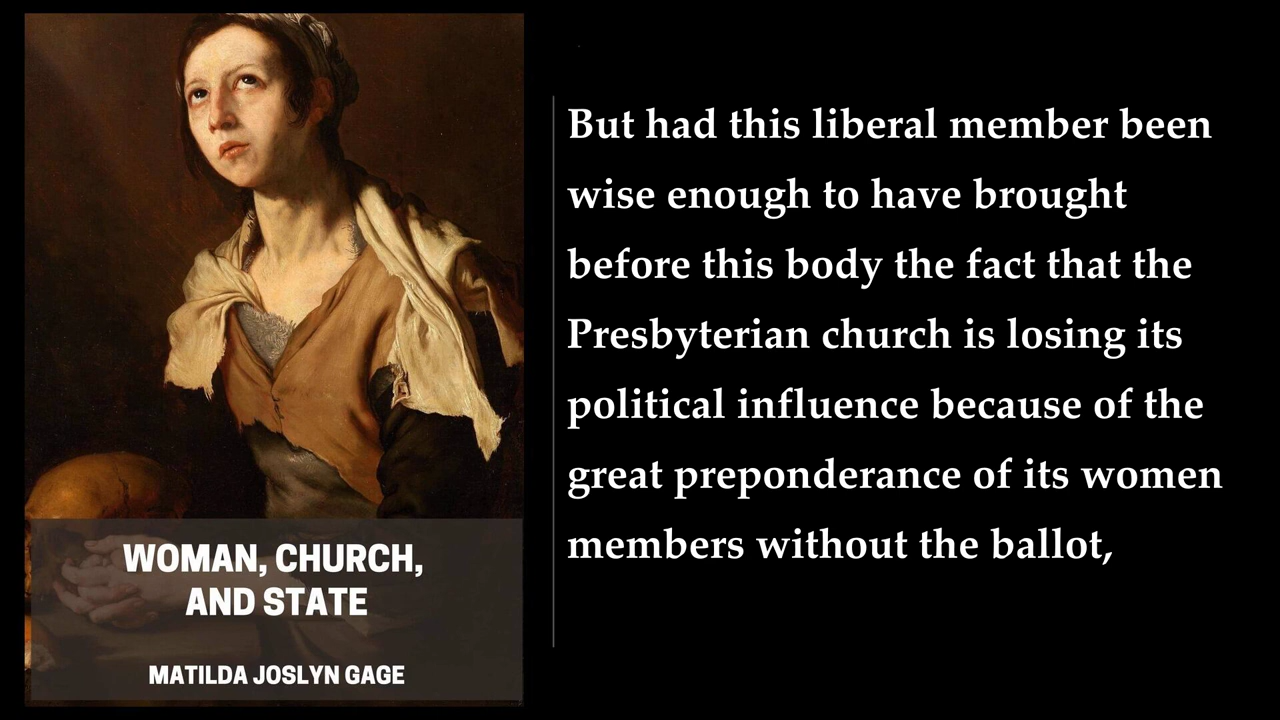 WOMAN, CHURCH,
AND STATE
MATILDA JOSLYN GAGE
But had this liberal member been
wise enough to have brought
before this body the fact that the
Presbyterian church is losing its
political influence because of the
great preponderance of its women
members without the ballot,